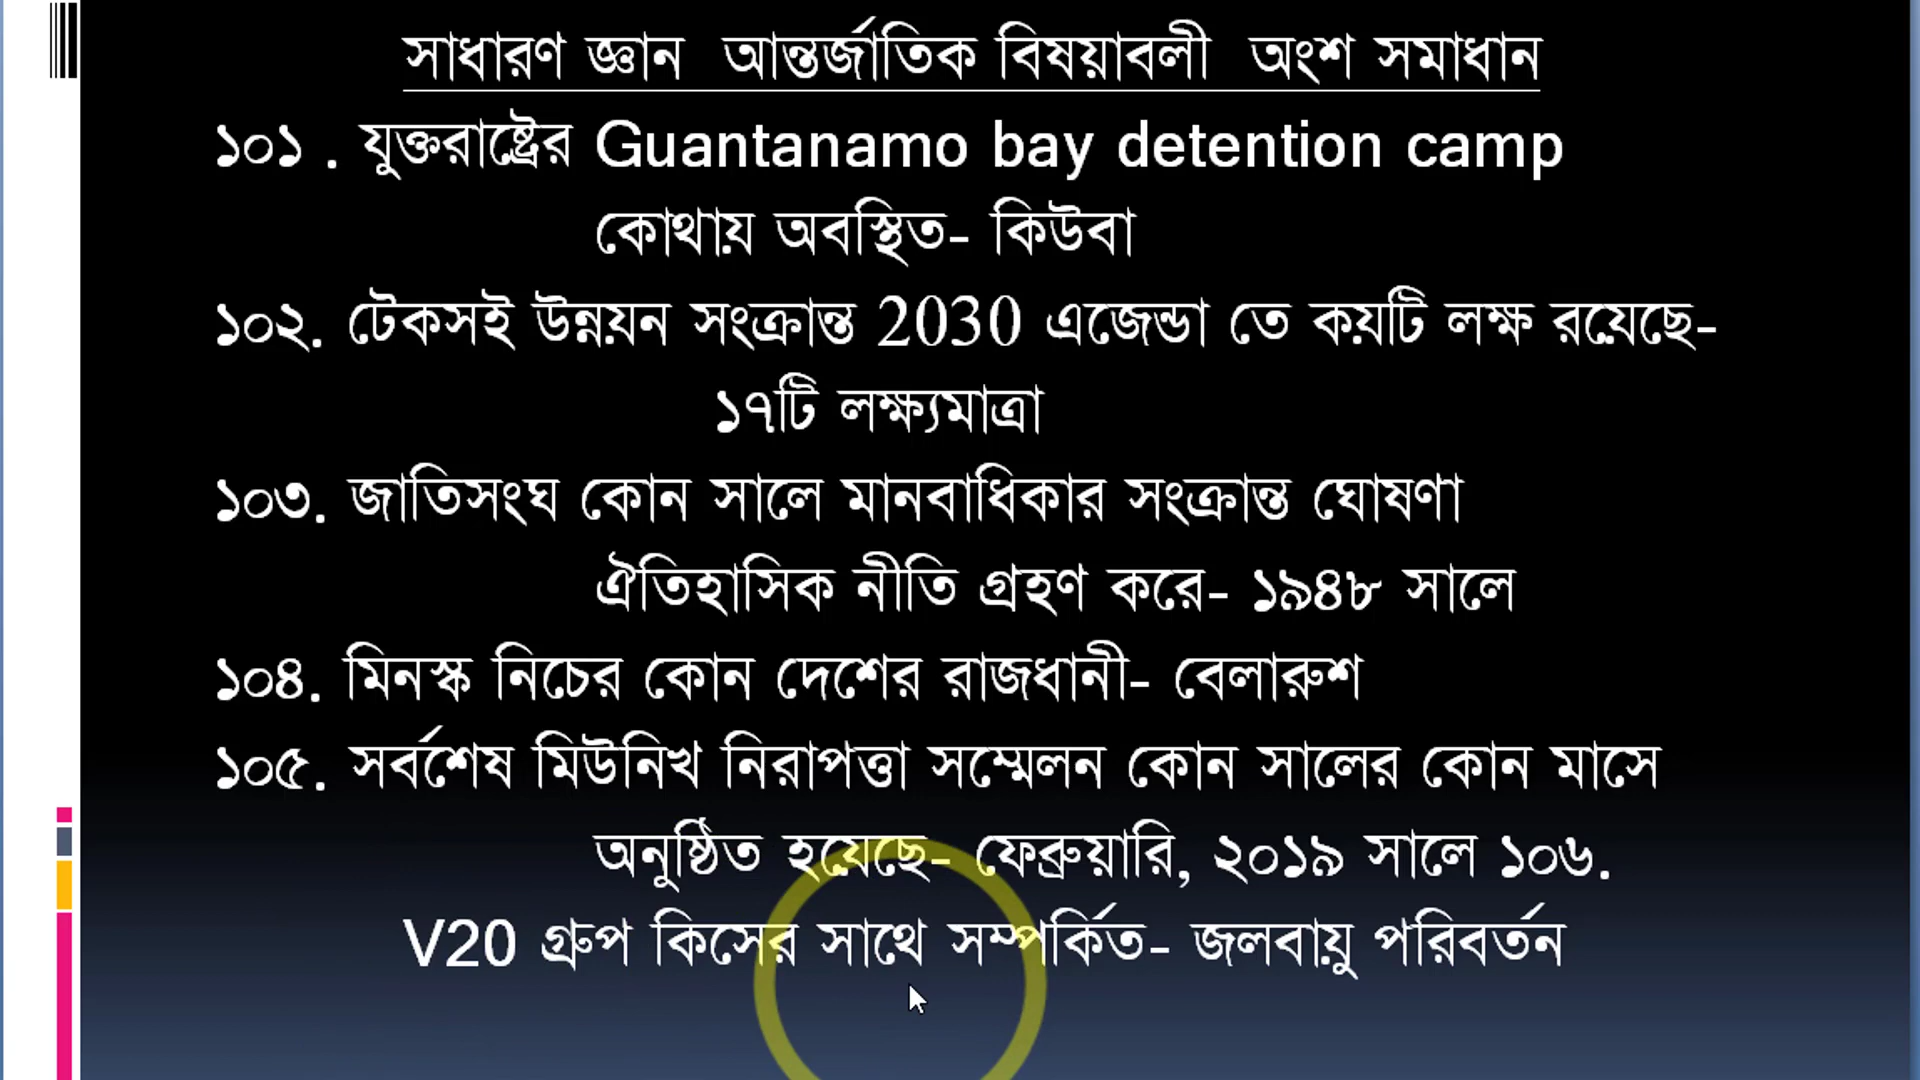 সাধারণ জ্ঞান আন্তর্জাতিক বিষয়াবলী অংশ সমাধান
১০১ . যুক্তরাষ্ট্রের Guantanamo bay detention camp
কোথায় অবস্থিত- কিউবা
১০২. টেকসই উন্নয়ন সংক্রান্ত 2030 এজেন্ডা তে কয়টি লক্ষ রয়েছে-
১৭টি লক্ষ্যমাত্রা
১০৩. জাতিসংঘ কোন সালে মানবাধিকার সংক্রান্ত ঘোষণা
ঐতিহাসিক নীতি গ্রহণ করে- ১৯৪৮ সালে
১০৪. মিনস্ক নিচের কোন দেশের রাজধানী- বেলারুশ
১০৫. সর্বশেষ মিউনিখ নিরাপত্তা সম্মেলন কোন সালের কোন মাসে
অনুষ্ঠিত হয়েছে- ফেব্রুয়ারি, ২০১৯ সালে ১০৬.
V20 গ্রুপ কিসের সাথে সম্পর্কিত- জলবায়ু পরিবর্তন